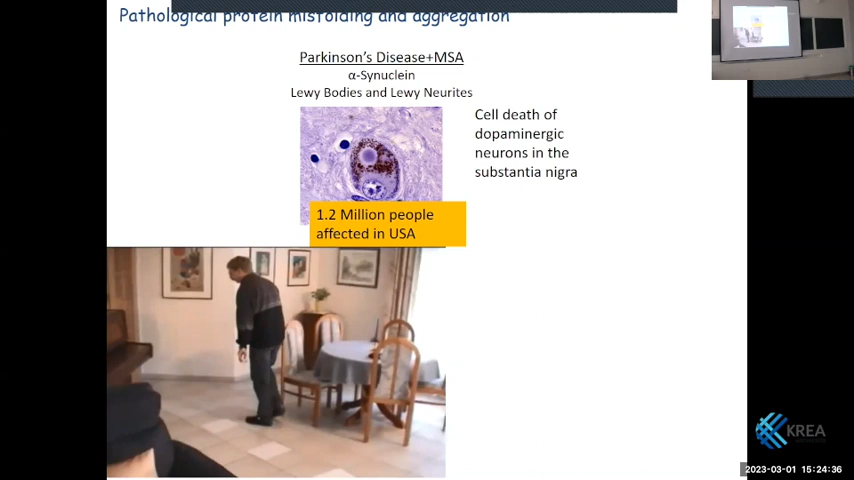 Pathological protein misfolding and aggregation
Parkinson's Disease+MSA
α-Synuclein
Lewy Bodies and Lewy Neurites
Cell death of
dopaminergic
neurons in the
substantia nigra
1.2 Million people
affected in USA
KREA
2023-03-01 15:24:36